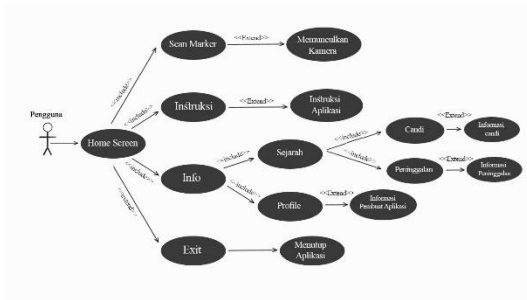 Pengguna
Home Screen
<<include>>
Scan Marker
<<Extend>>
Memunculkan
Kamera
<<include>>
Instruksi
<<Extend>>
Instruksi
Aplikasi
<<include>>
Info
<<include>>
Sejarah
<<include>>
Candi
<<Extend>>
Informasi
candi
<<include>>
Peninggalan
<<Extend>>
Informasi
Peninggalan
<<include>>
Profile
<<Extend>>
Informasi
Pembuat Aplikasi
<<extend>>
Exit
Menutup
Aplikasi